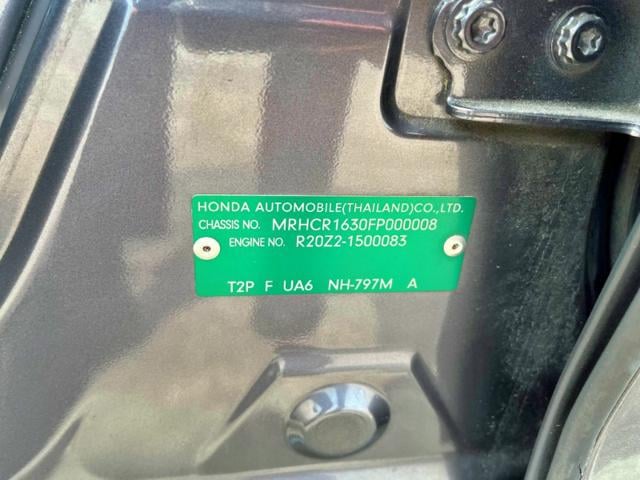 HONDA AUTOMOBILE(THAILAND)CO.,LTD.
CHASSIS NO. MRHCR1630FP000008
ENGINE NO. R20Z2-1500083
T2P F UA6 NH-797M A